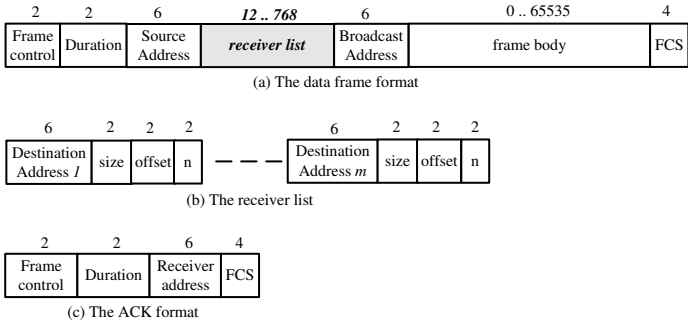 2 2 6 12 .. 768 6 0 .. 65535 4
Frame control Duration Source Address receiver list Broadcast Address frame body FCS
(a) The data frame format
6 2 2 2 6 2 2 2
Destination Address 1 size offset n Destination Address m size offset n
(b) The receiver list
2 2 6 4
Frame control Duration Receiver address FCS
(c) The ACK format